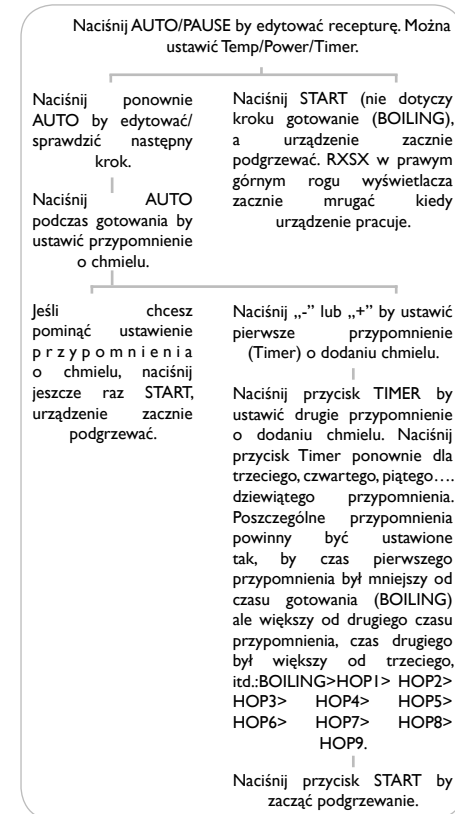 Naciśnij AUTO/PAUSE by edytować recepturę. Można
ustawić Temp/Power/Timer.
Naciśnij ponownie
AUTO by edytować/
sprawdzić następny
krok.
Naciśnij AUTO
podczas gotowania by
ustawić przypomnienie
o chmielu.
Naciśnij START (nie dotyczy
kroku gotowanie (BOILING),
a urządzenie zacznie
podgrzewać. RXSX w prawym
górnym rogu wyświetlacza
zacznie mrugać kiedy
urządzenie pracuje.
Jeśli chcesz
pominąć ustawienie
przypomnienia
o chmielu, naciśnij
jeszcze raz START,
urządzenie zacznie
podgrzewać.
Naciśnij „-” lub „+” by ustawić
pierwsze przypomnienie
(Timer) o dodaniu chmielu.
Naciśnij przycisk TIMER by
ustawić drugie przypomnienie
o dodaniu chmielu. Naciśnij
przycisk Timer ponownie dla
trzeciego, czwartego, piątego….
dziewiątego przypomnienia.
Poszczególne przypomnienia
powinny być ustawione
tak, by czas pierwszego
przypomnienia był mniejszy od
czasu gotowania (BOILING)
ale większy od drugiego czasu
przypomnienia, czas drugiego
był większy od trzeciego,
itd.:BOILING>HOP1> HOP2>
HOP3> HOP4> HOP5>
HOP6> HOP7> HOP8>
HOP9.
Naciśnij przycisk START by
zacząć podgrzewanie.